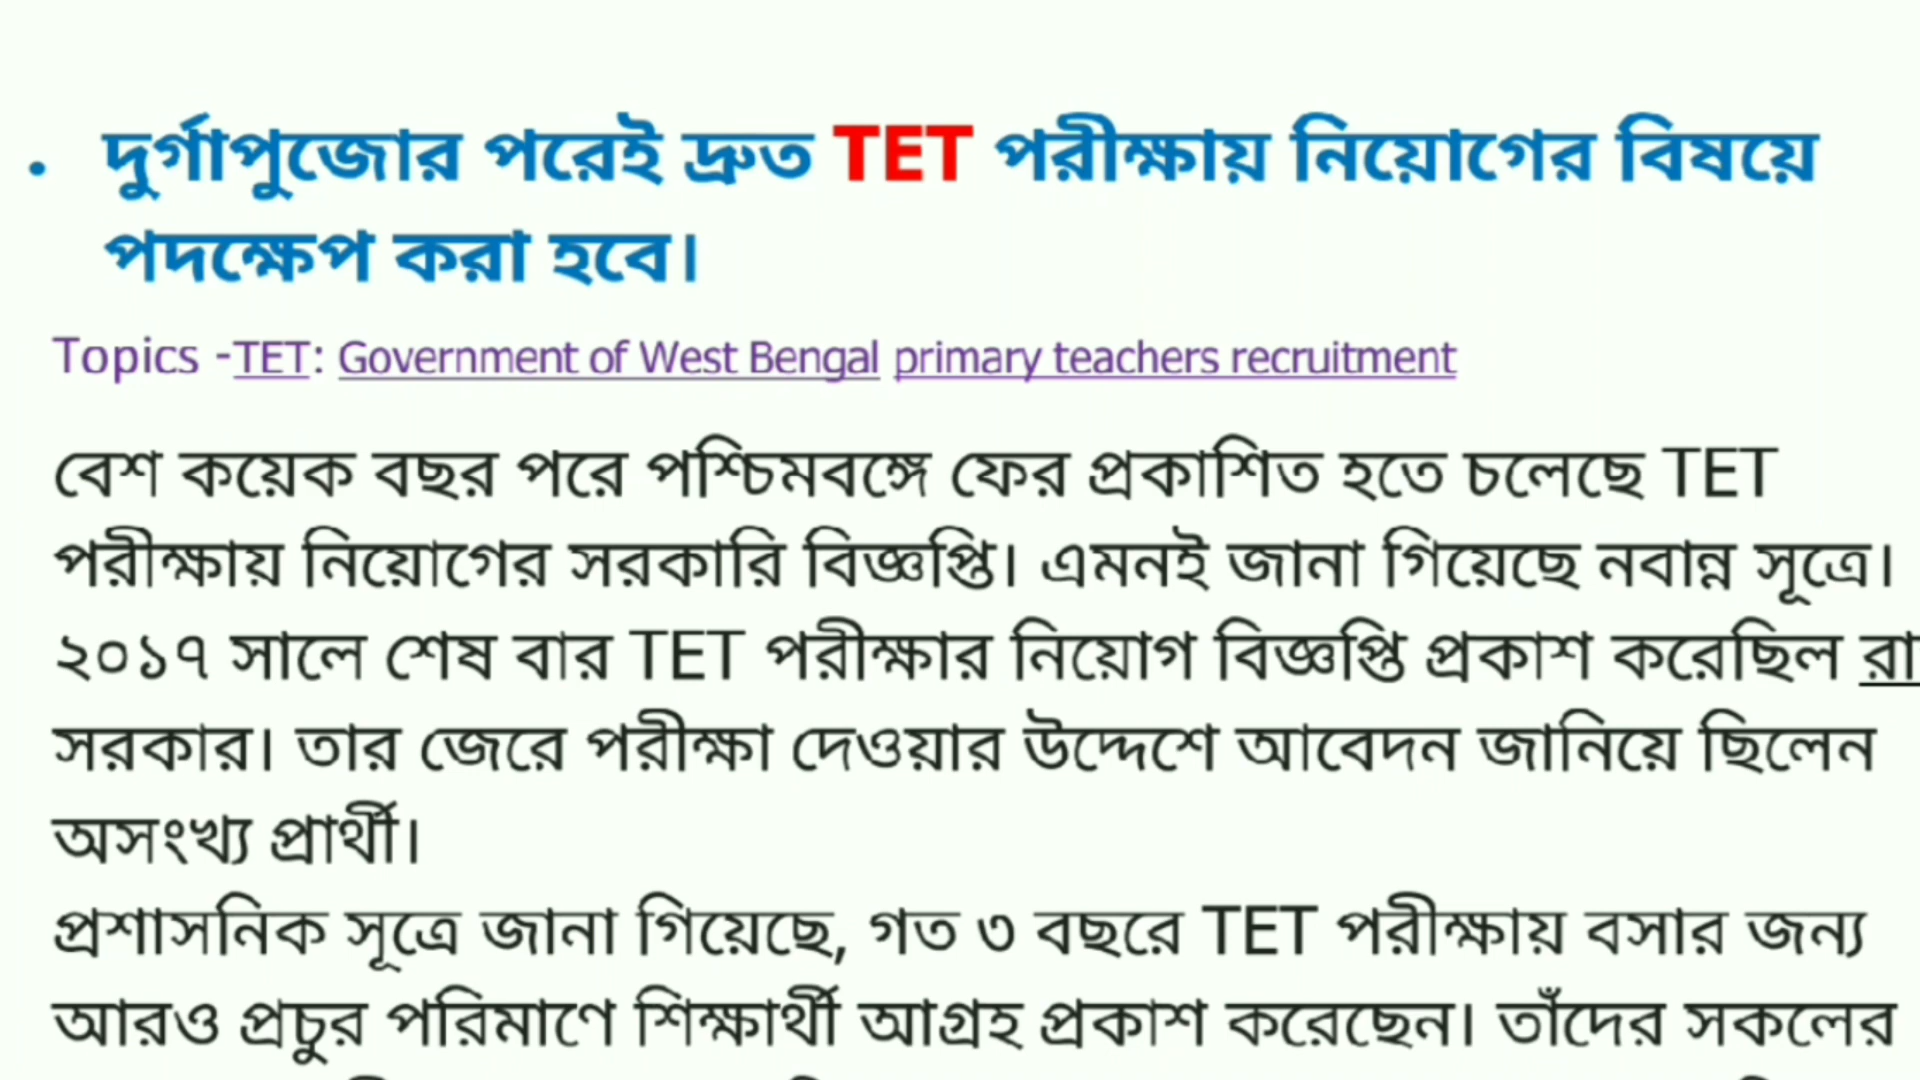 • দুর্গাপুজোর পরেই দ্রুত TET পরীক্ষায় নিয়োগের বিষয়ে
পদক্ষেপ করা হবে।
Topics -TET: Government of West Bengal primary teachers recruitment
বেশ কয়েক বছর পরে পশ্চিমবঙ্গে ফের প্রকাশিত হতে চলেছে TET
পরীক্ষায় নিয়োগের সরকারি বিজ্ঞপ্তি। এমনই জানা গিয়েছে নবান্ন সূত্রে।
২০১৭ সালে শেষ বার TET পরীক্ষার নিয়োগ বিজ্ঞপ্তি প্রকাশ করেছিল
সরকার। তার জেরে পরীক্ষা দেওয়ার উদ্দেশে আবেদন জানিয়ে ছিলেন
অসংখ্য প্রার্থী।
প্রশাসনিক সূত্রে জানা গিয়েছে, গত ৩ বছরে TET পরীক্ষায় বসার জন্য
আরও প্রচুর পরিমাণে শিক্ষার্থী আগ্রহ প্রকাশ করেছেন। তাঁদের সকলের